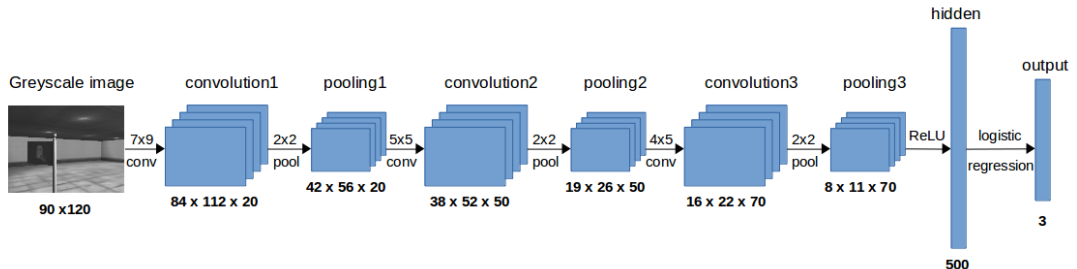 hidden
Greyscale image
convolution1
pooling1
convolution2
pooling2
convolution3
pooling3
output
7x9
conv
2x2
pool
5x5
conv
2x2
pool
4x5
conv
2x2
pool
ReLU
logistic
regression
90 x120
84 x 112 x 20
42 x 56 x 20
38 x 52 x 50
19 x 26 x 50
16 x 22 x 70
8 x 11 x 70
3
500